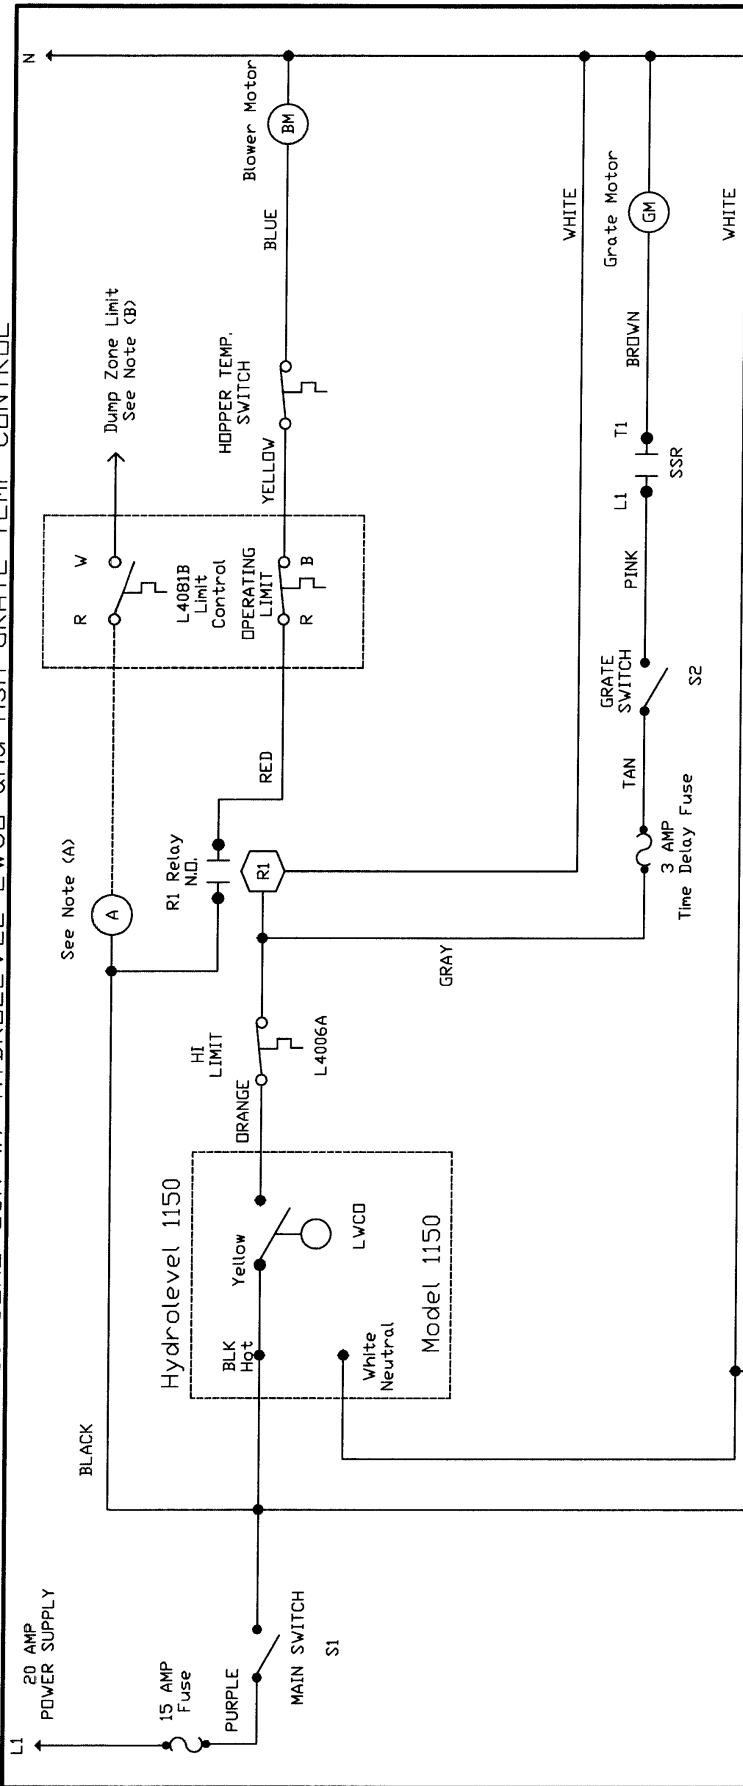 L1
20 AMP
POWER SUPPLY
15 AMP
Fuse
PURPLE
MAIN SWITCH
S1
BLACK
Hydrolevel 1150
BLK
Hot
Yellow
LWCO
White
Neutral
Model 1150
ORANGE
HI
LIMIT
L4006A
GRAY
See Note (A)
A
R1 Relay
N.O.
R1
RED
R
W
L4081B
Limit
Control
OPERATING
LIMIT
R
B
Dump Zone Limit
See Note (B)
YELLOW
HOPPER TEMP.
SWITCH
BLUE
Blower Motor
BM
N
WHITE
3 AMP
Time Delay Fuse
TAN
GRATE
SWITCH
S2
PINK
L1
T1
SSR
BROWN
Grate Motor
GM
WHITE